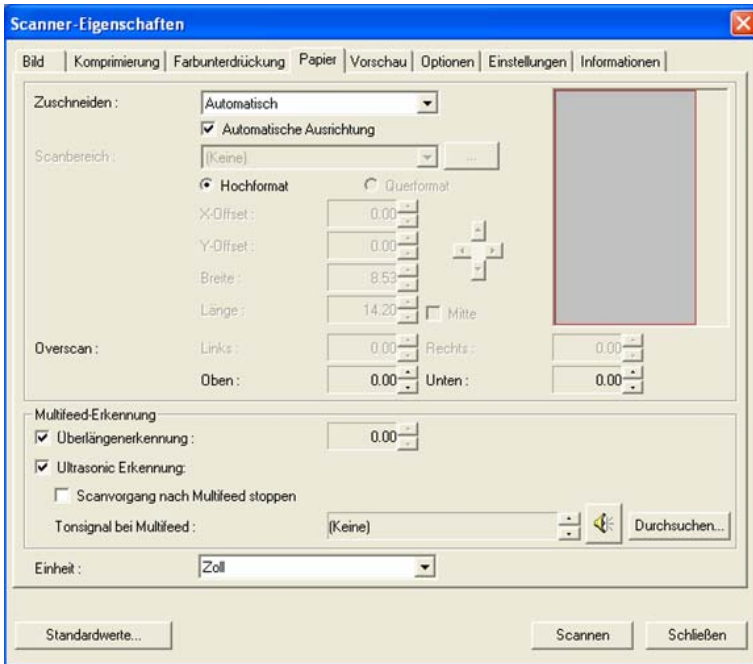 Scanner-Eigenschaften
Bild Komprimierung Farbunterdrückung Papier Vorschau Optionen Einstellungen Informationen
Zuschneiden : Automatisch
Automatische Ausrichtung
Scanbereich : (Keine) ...
Hochformat Querformat
X-Offset : 0.00
Y-Offset : 0.00
Breite : 8.53
Länge : 14.20 Mitte
Overscan : Links : 0.00 Rechts : 0.00
Oben : 0.00 Unten : 0.00
Multifeed-Erkennung
Überlängenerkennung : 0.00
Ultrasonic Erkennung:
Scanvorgang nach Multifeed stoppen
Tonsignal bei Multifeed : (Keine) Durchsuchen...
Einheit : Zoll
Standardwerte... Scannen Schließen